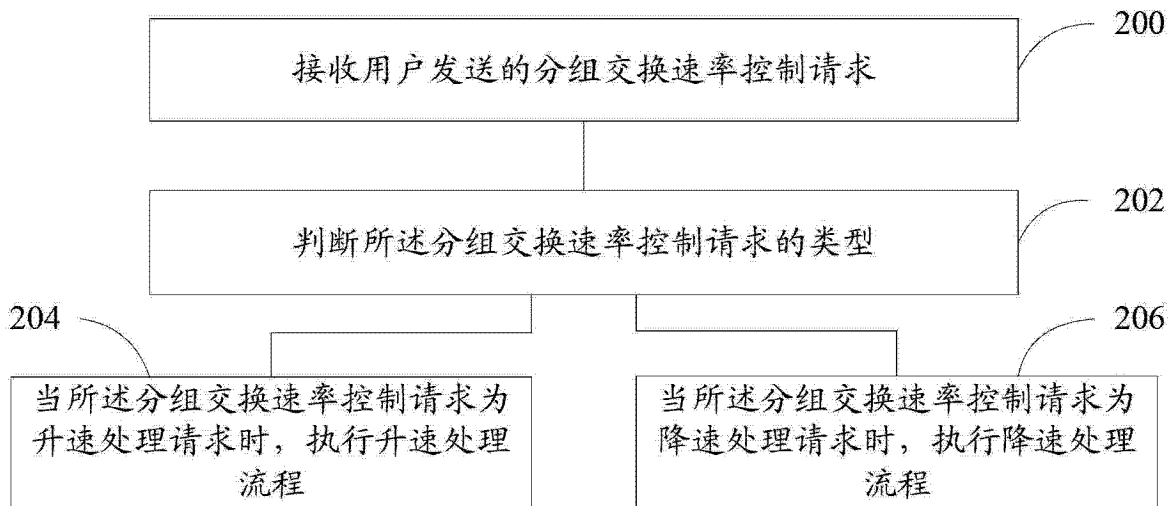 200
接收用户发送的分组交换速率控制请求
202
判断所述分组交换速率控制请求的类型
204
206
当所述分组交换速率控制请求为
升速处理请求时，执行升速处理
流程
当所述分组交换速率控制请求为
降速处理请求时，执行降速处理
流程